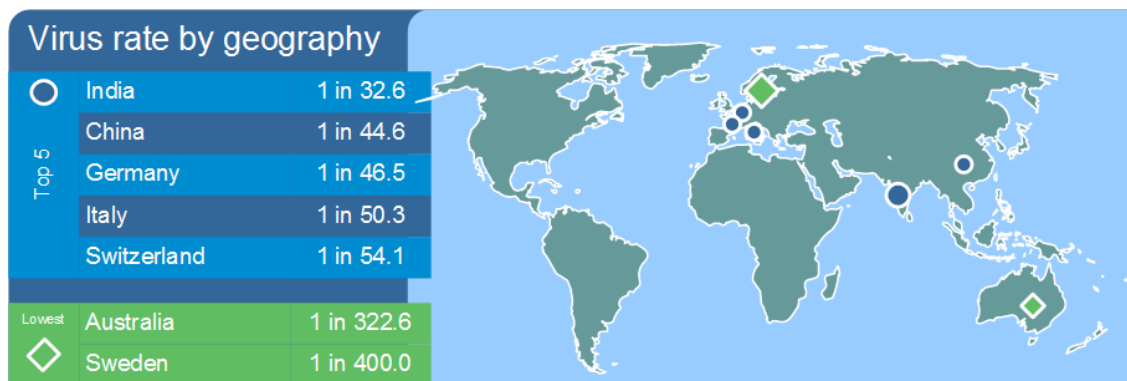 Virus rate by geography
Top 5
India 1 in 32.6
China 1 in 44.6
Germany 1 in 46.5
Italy 1 in 50.3
Switzerland 1 in 54.1
Lowest
Australia 1 in 322.6
Sweden 1 in 400.0